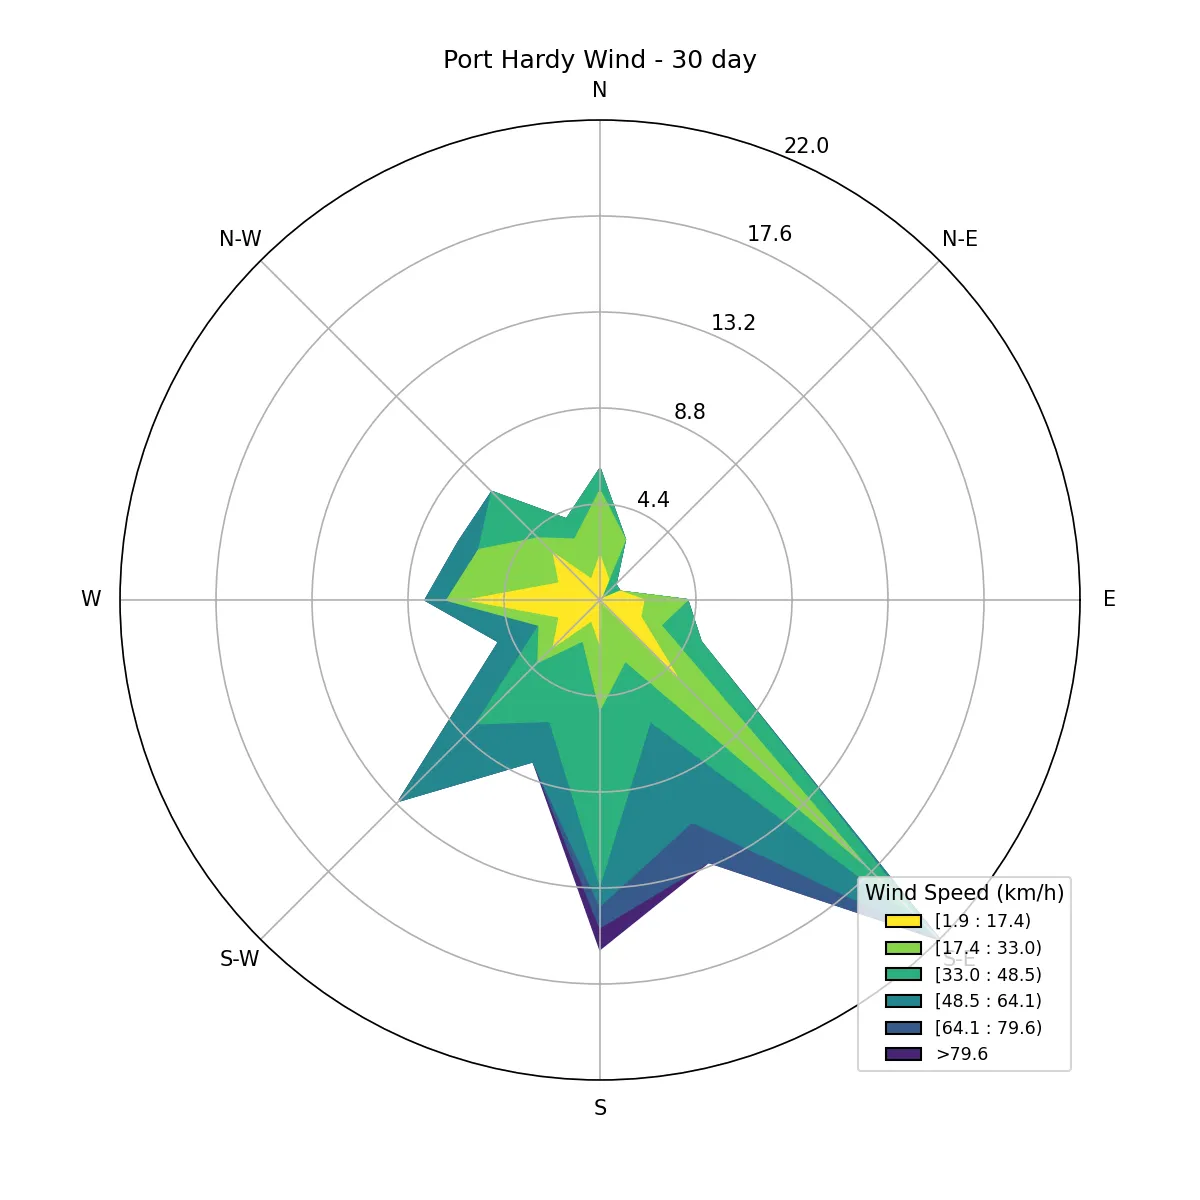 Port Hardy Wind - 30 day
N
22.0
17.6
N-W
N-E
13.2
8.8
4.4
W
E
Wind Speed (km/h)
[1.9 : 17.4)
[17.4 : 33.0)
S-W
S-E
[33.0 : 48.5)
[48.5 : 64.1)
[64.1 : 79.6)
>79.6
S